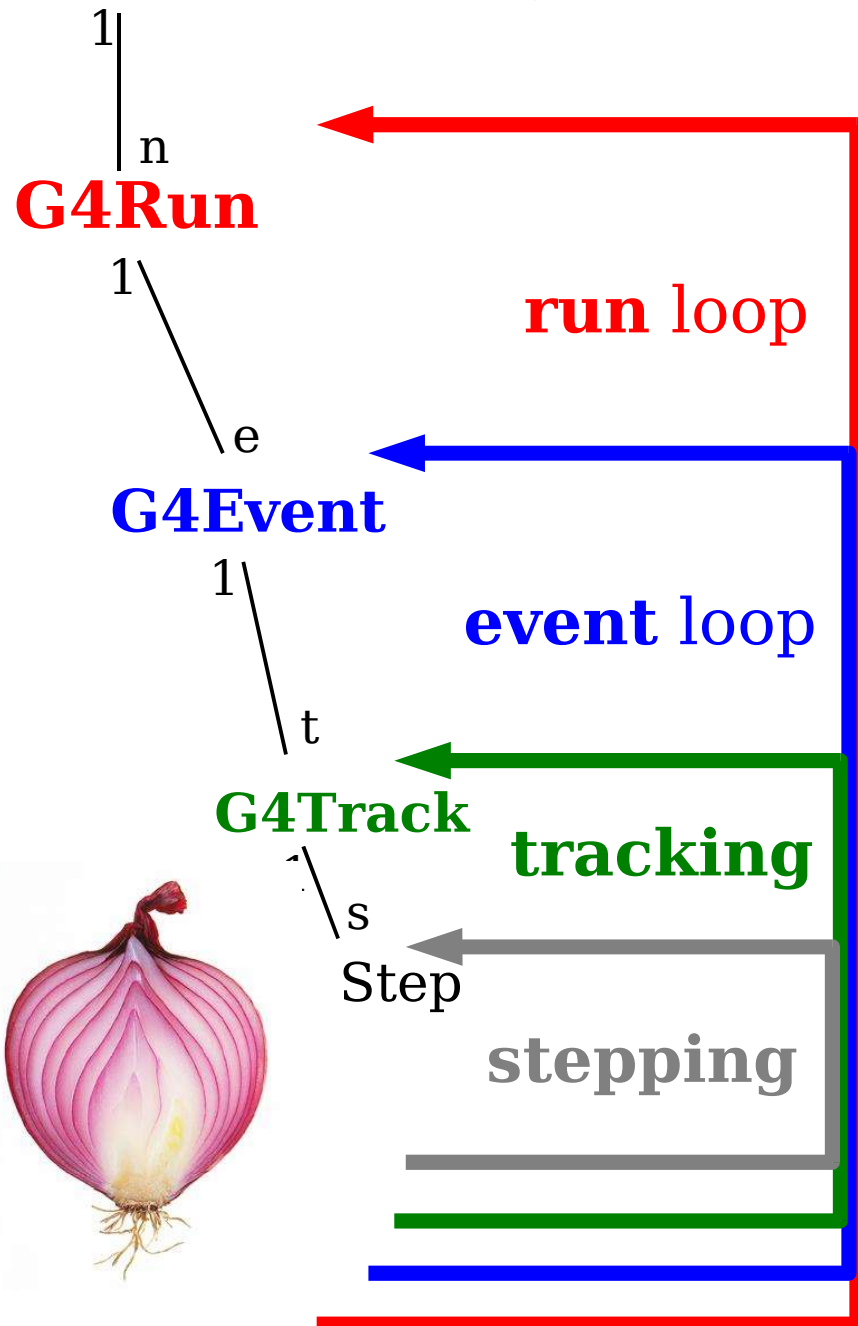 1
n
G4Run
1
run loop
e
G4Event
1
event loop
t
G4Track
tracking
s
Step
stepping